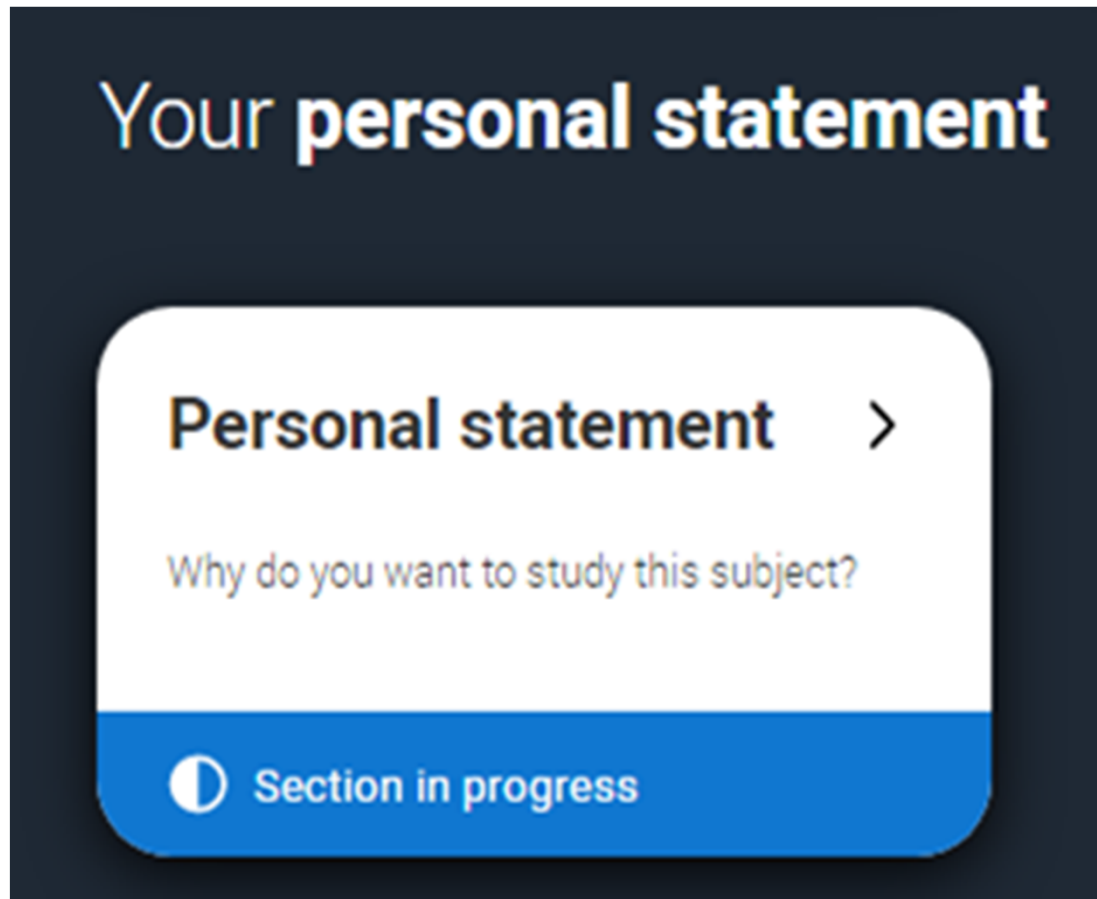 Your personal statement
Personal statement
Why do you want to study this subject?
Section in progress